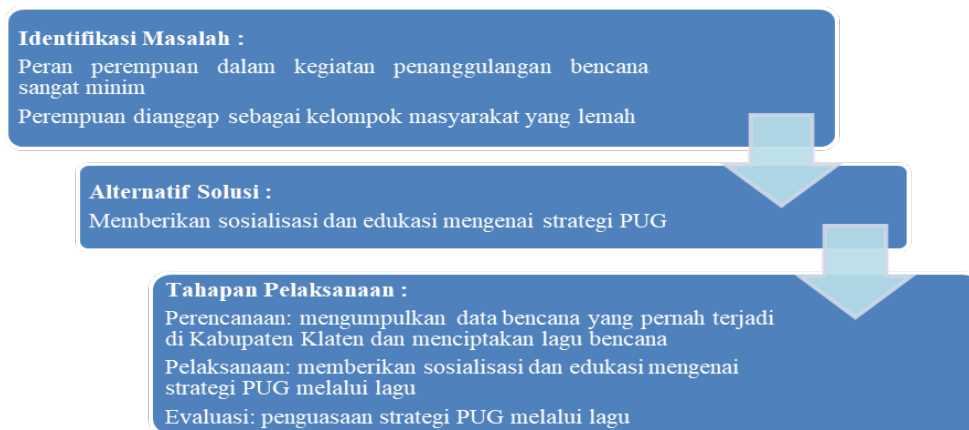 Identifikasi Masalah :
Peran perempuan dalam kegiatan penanggulangan bencana
sangat minim
Perempuan dianggap sebagai kelompok masyarakat yang lemah
Alternatif Solusi :
Memberikan sosialisasi dan edukasi mengenai strategi PUG
Tahapan Pelaksanaan :
Perencanaan: mengumpulkan data bencana yang pernah terjadi
di Kabupaten Klaten dan menciptakan lagu bencana
Pelaksanaan: memberikan sosialisasi dan edukasi mengenai
strategi PUG melalui lagu
Evaluasi: penguasaan strategi PUG melalui lagu